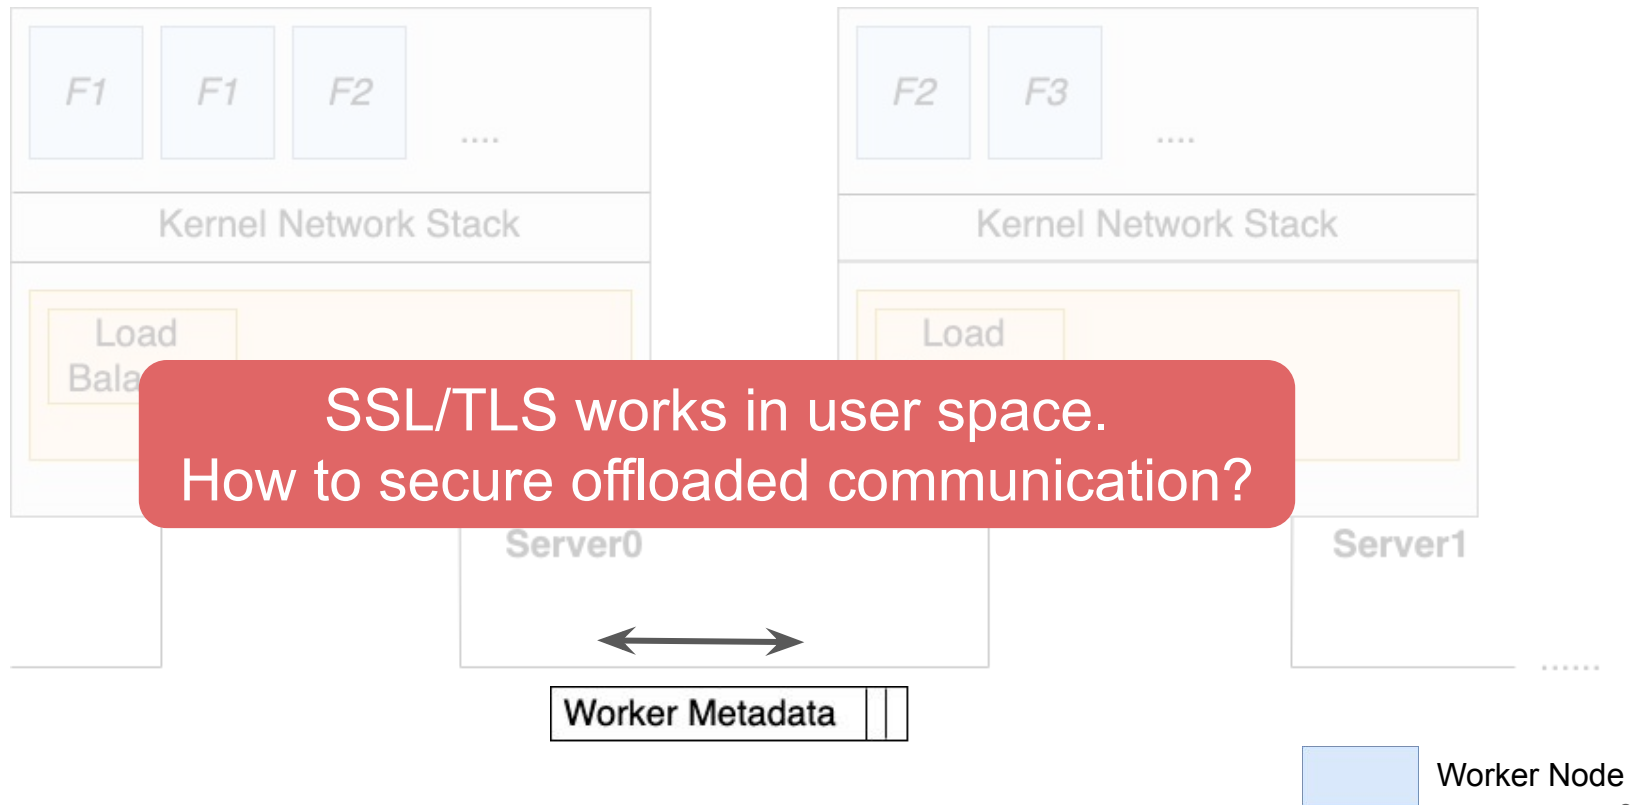 F1
F1
F2
....
F2
F3
....
Kernel Network Stack
Kernel Network Stack
Load
Bala
Load
SSL/TLS works in user space.
How to secure offloaded communication?
Server0
Server1
......
Worker Metadata
Worker Node